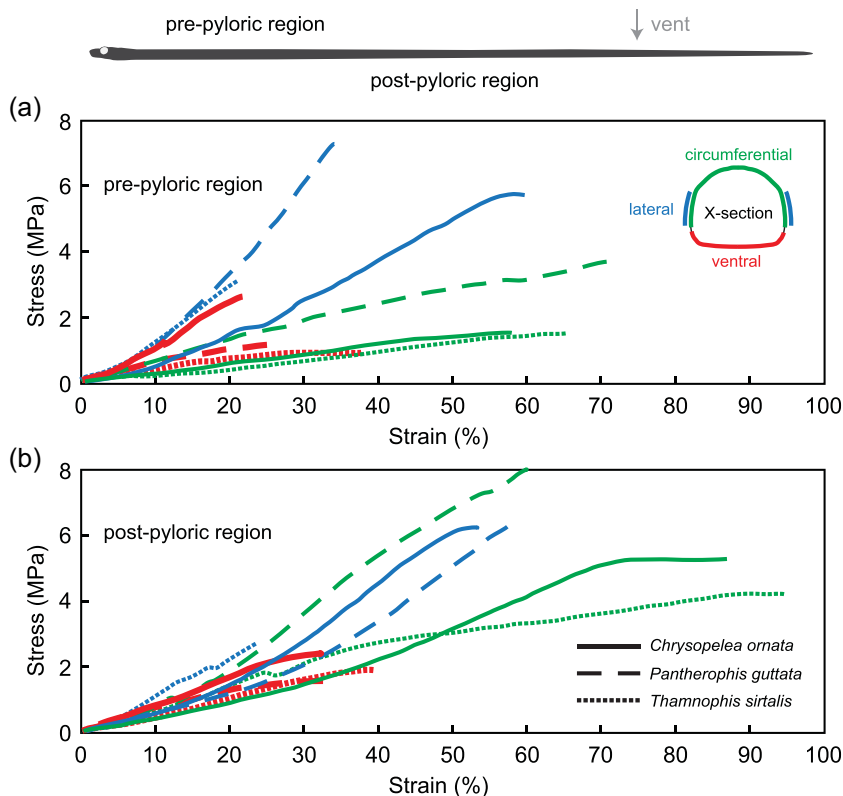 pre-pyloric region
vent
post-pyloric region
(a)
8
6
4
2
0
Stress (MPa)
pre-pyloric region
circumferential
lateral
X-section
ventral
0 10 20 30 40 50 60 70 80 90 100
Strain (%)
(b)
8
6
4
2
0
Stress (MPa)
post-pyloric region
Chrysopelea ornata
Pantherophis guttata
Thamnophis sirtalis
0 10 20 30 40 50 60 70 80 90 100
Strain (%)